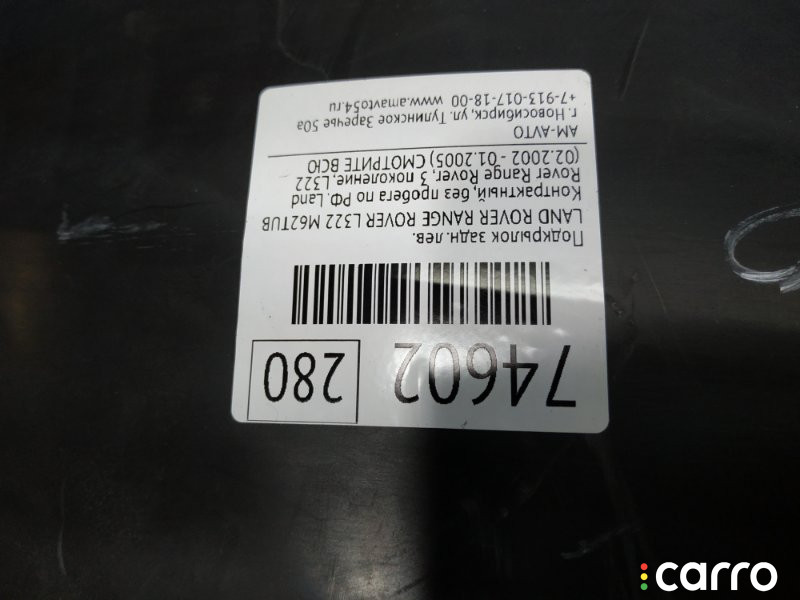 74602
280
Подкрылок задн.лев.
LAND ROVER RANGE ROVER L322 M62TUB
Контрактный, без пробега по РФ. Land
Rover Range Rover, 3 поколение, L322
(02.2002 - 01.2005) СМОТРИТЕ ВСЮ
AM-AVTO
г. Новосибирск, ул. Тулинское Заречье 50а
+7-913-017-18-00 www.amavto54.ru
carro